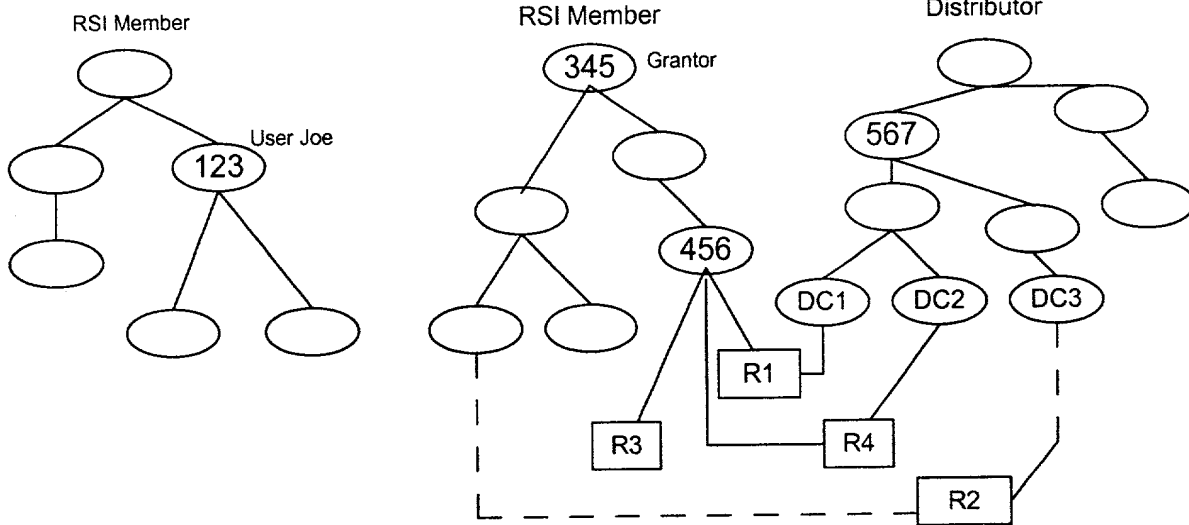 RSI Member
RSI Member
Distributor
345
Grantor
User Joe
123
567
456
DC1
DC2
DC3
R1
R3
R4
R2